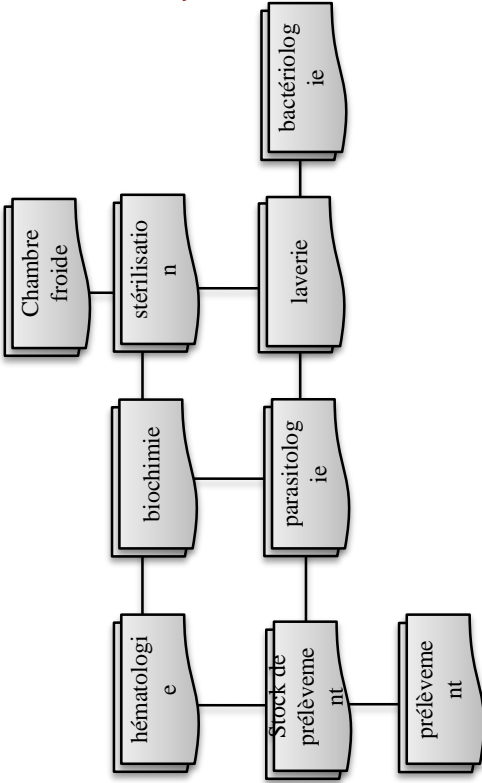 Chambre
froide
hématologi
e
biochimie
stérilisatio
n
Stock de
prélèveme
nt
parasitolog
ie
laverie
bactériolog
ie
prélèveme
nt